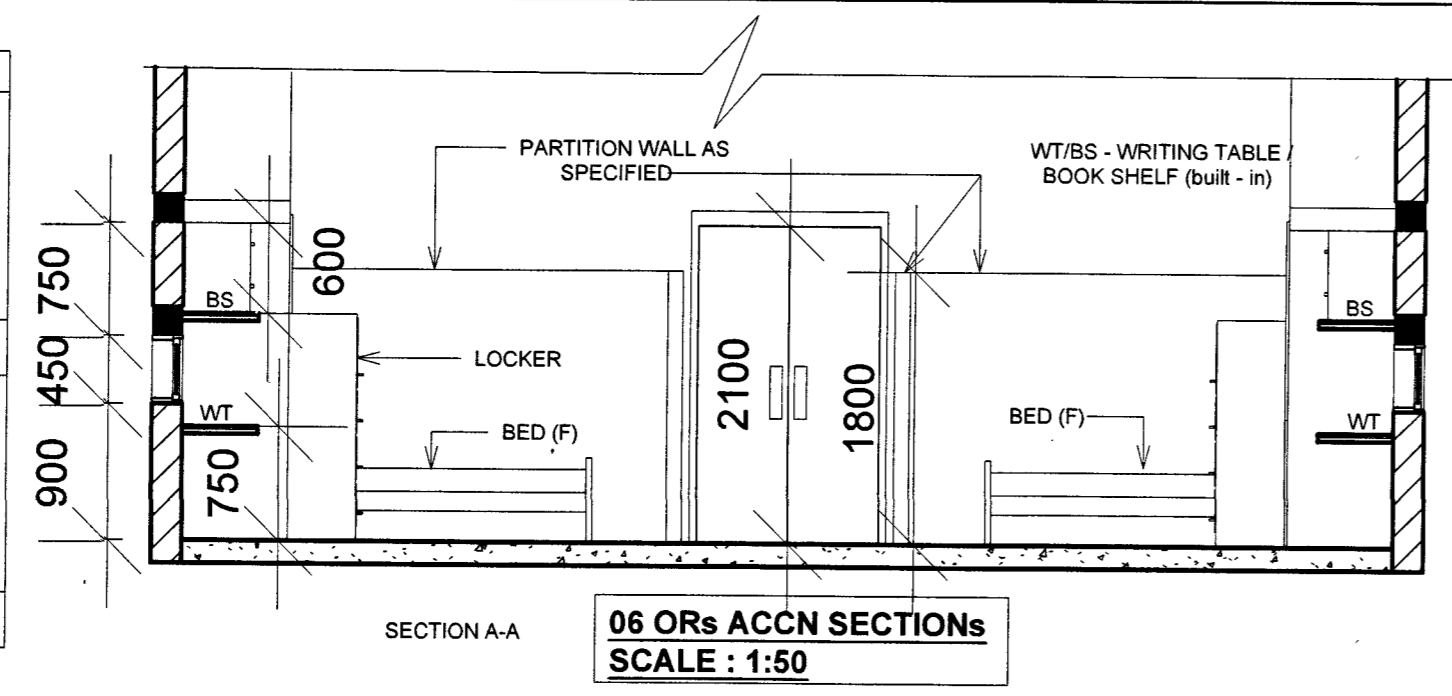 PARTITION WALL AS
SPECIFIED
WT/BS - WRITING TABLE /
BOOK SHELF (built - in)
600
750
BS
BS
450
LOCKER
2100
1800
WT
WT
BED (F)
BED (F)
900
750
SECTION A-A
06 ORs ACCN SECTIONs
SCALE : 1:50